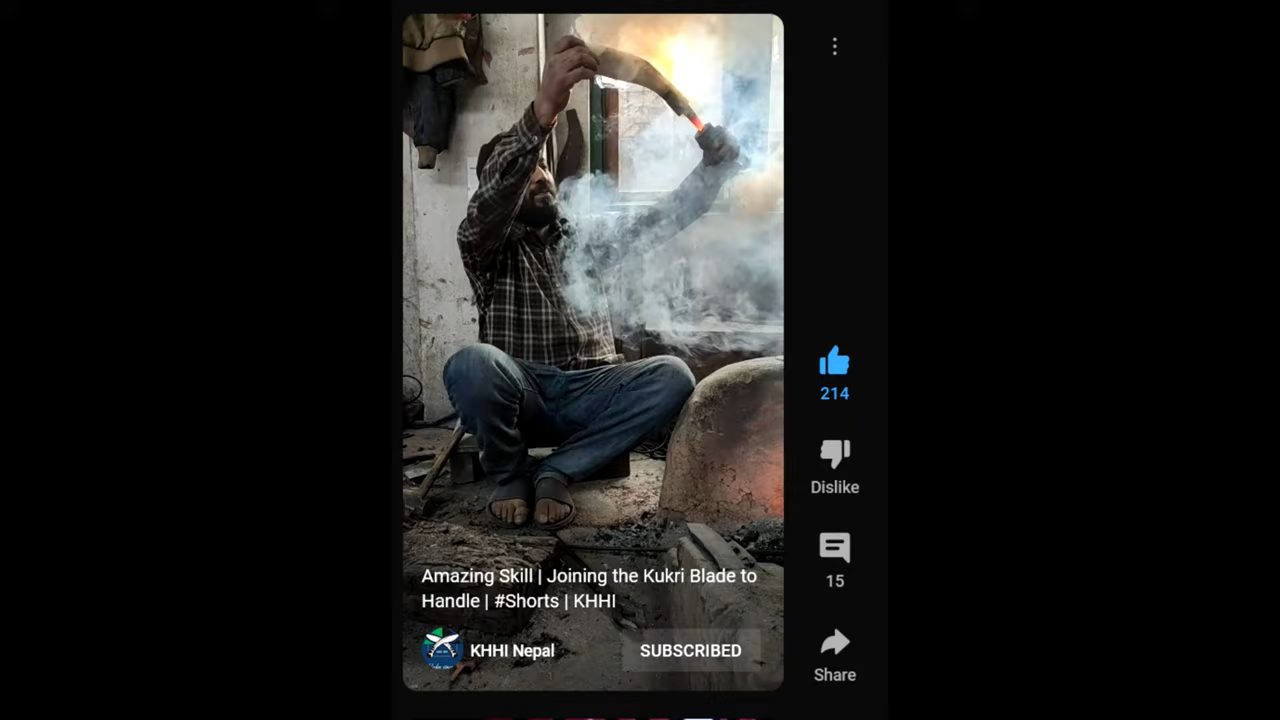 214
Dislike
15
Share
Amazing Skill | Joining the Kukri Blade to
Handle | #Shorts | KHHI
KHHI Nepal
SUBSCRIBED